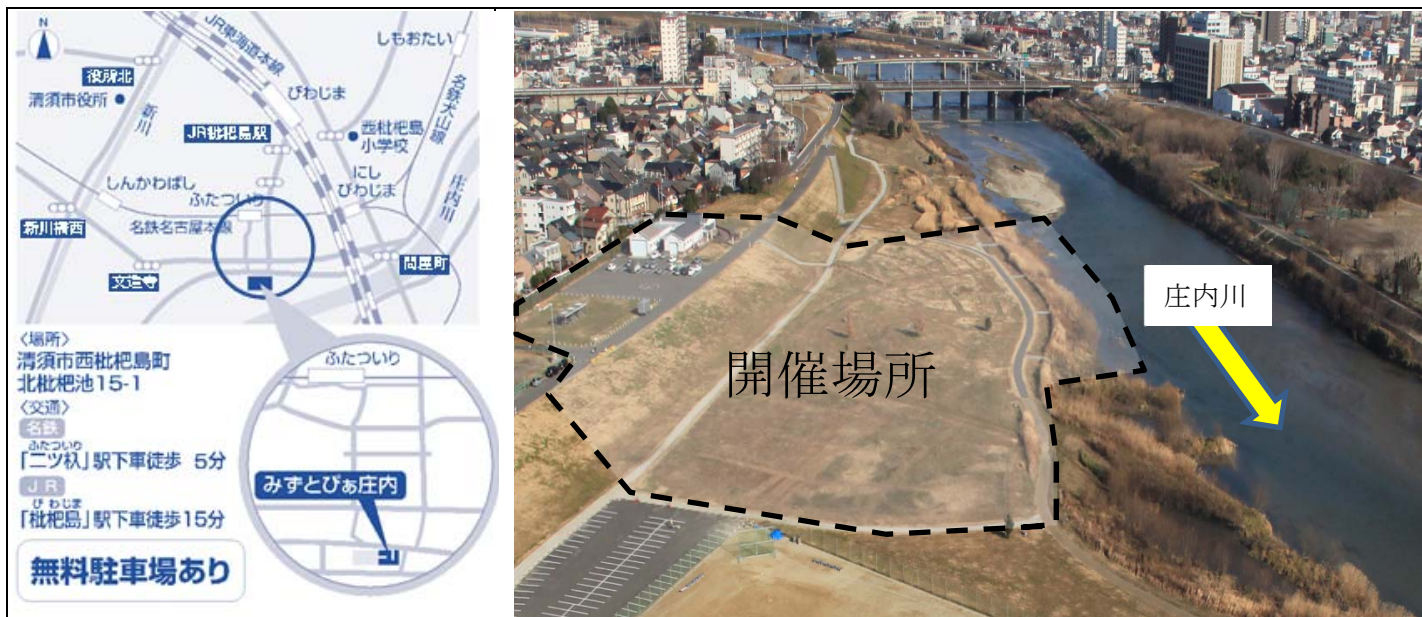 N
JR東海道本線
しもおたい
役所北
清須市役所
新川
びわじま
名鉄犬山線
JR枇杷島駅
西枇杷島
小学校
しんかわばし
ふたついり
にし
びわじま
庄内川
新川橋西
名鉄名古屋本線
問屋町
〈場所〉
清須市西枇杷島町
北枇杷池15-1
〈交通〉
名鉄
ふたついり
「二ツ杁」駅下車徒歩 5分
JR
びわじま
「枇杷島」駅下車徒歩15分
無料駐車場あり
ふたついり
みずとぴぁ庄内
開催場所
庄内川